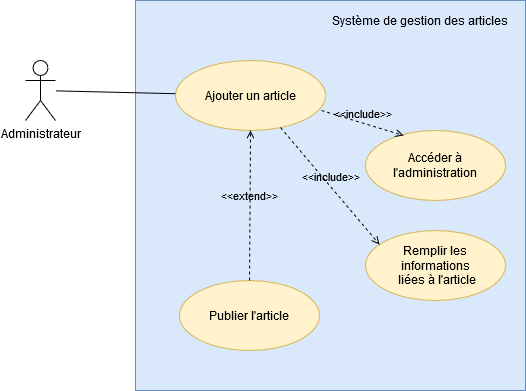 Système de gestion des articles
Ajouter un article
<<include>>
Administrateur
Accéder à
l'administration
<<include>>
<<extend>>
Remplir les
informations
liées à l'article
Publier l'article